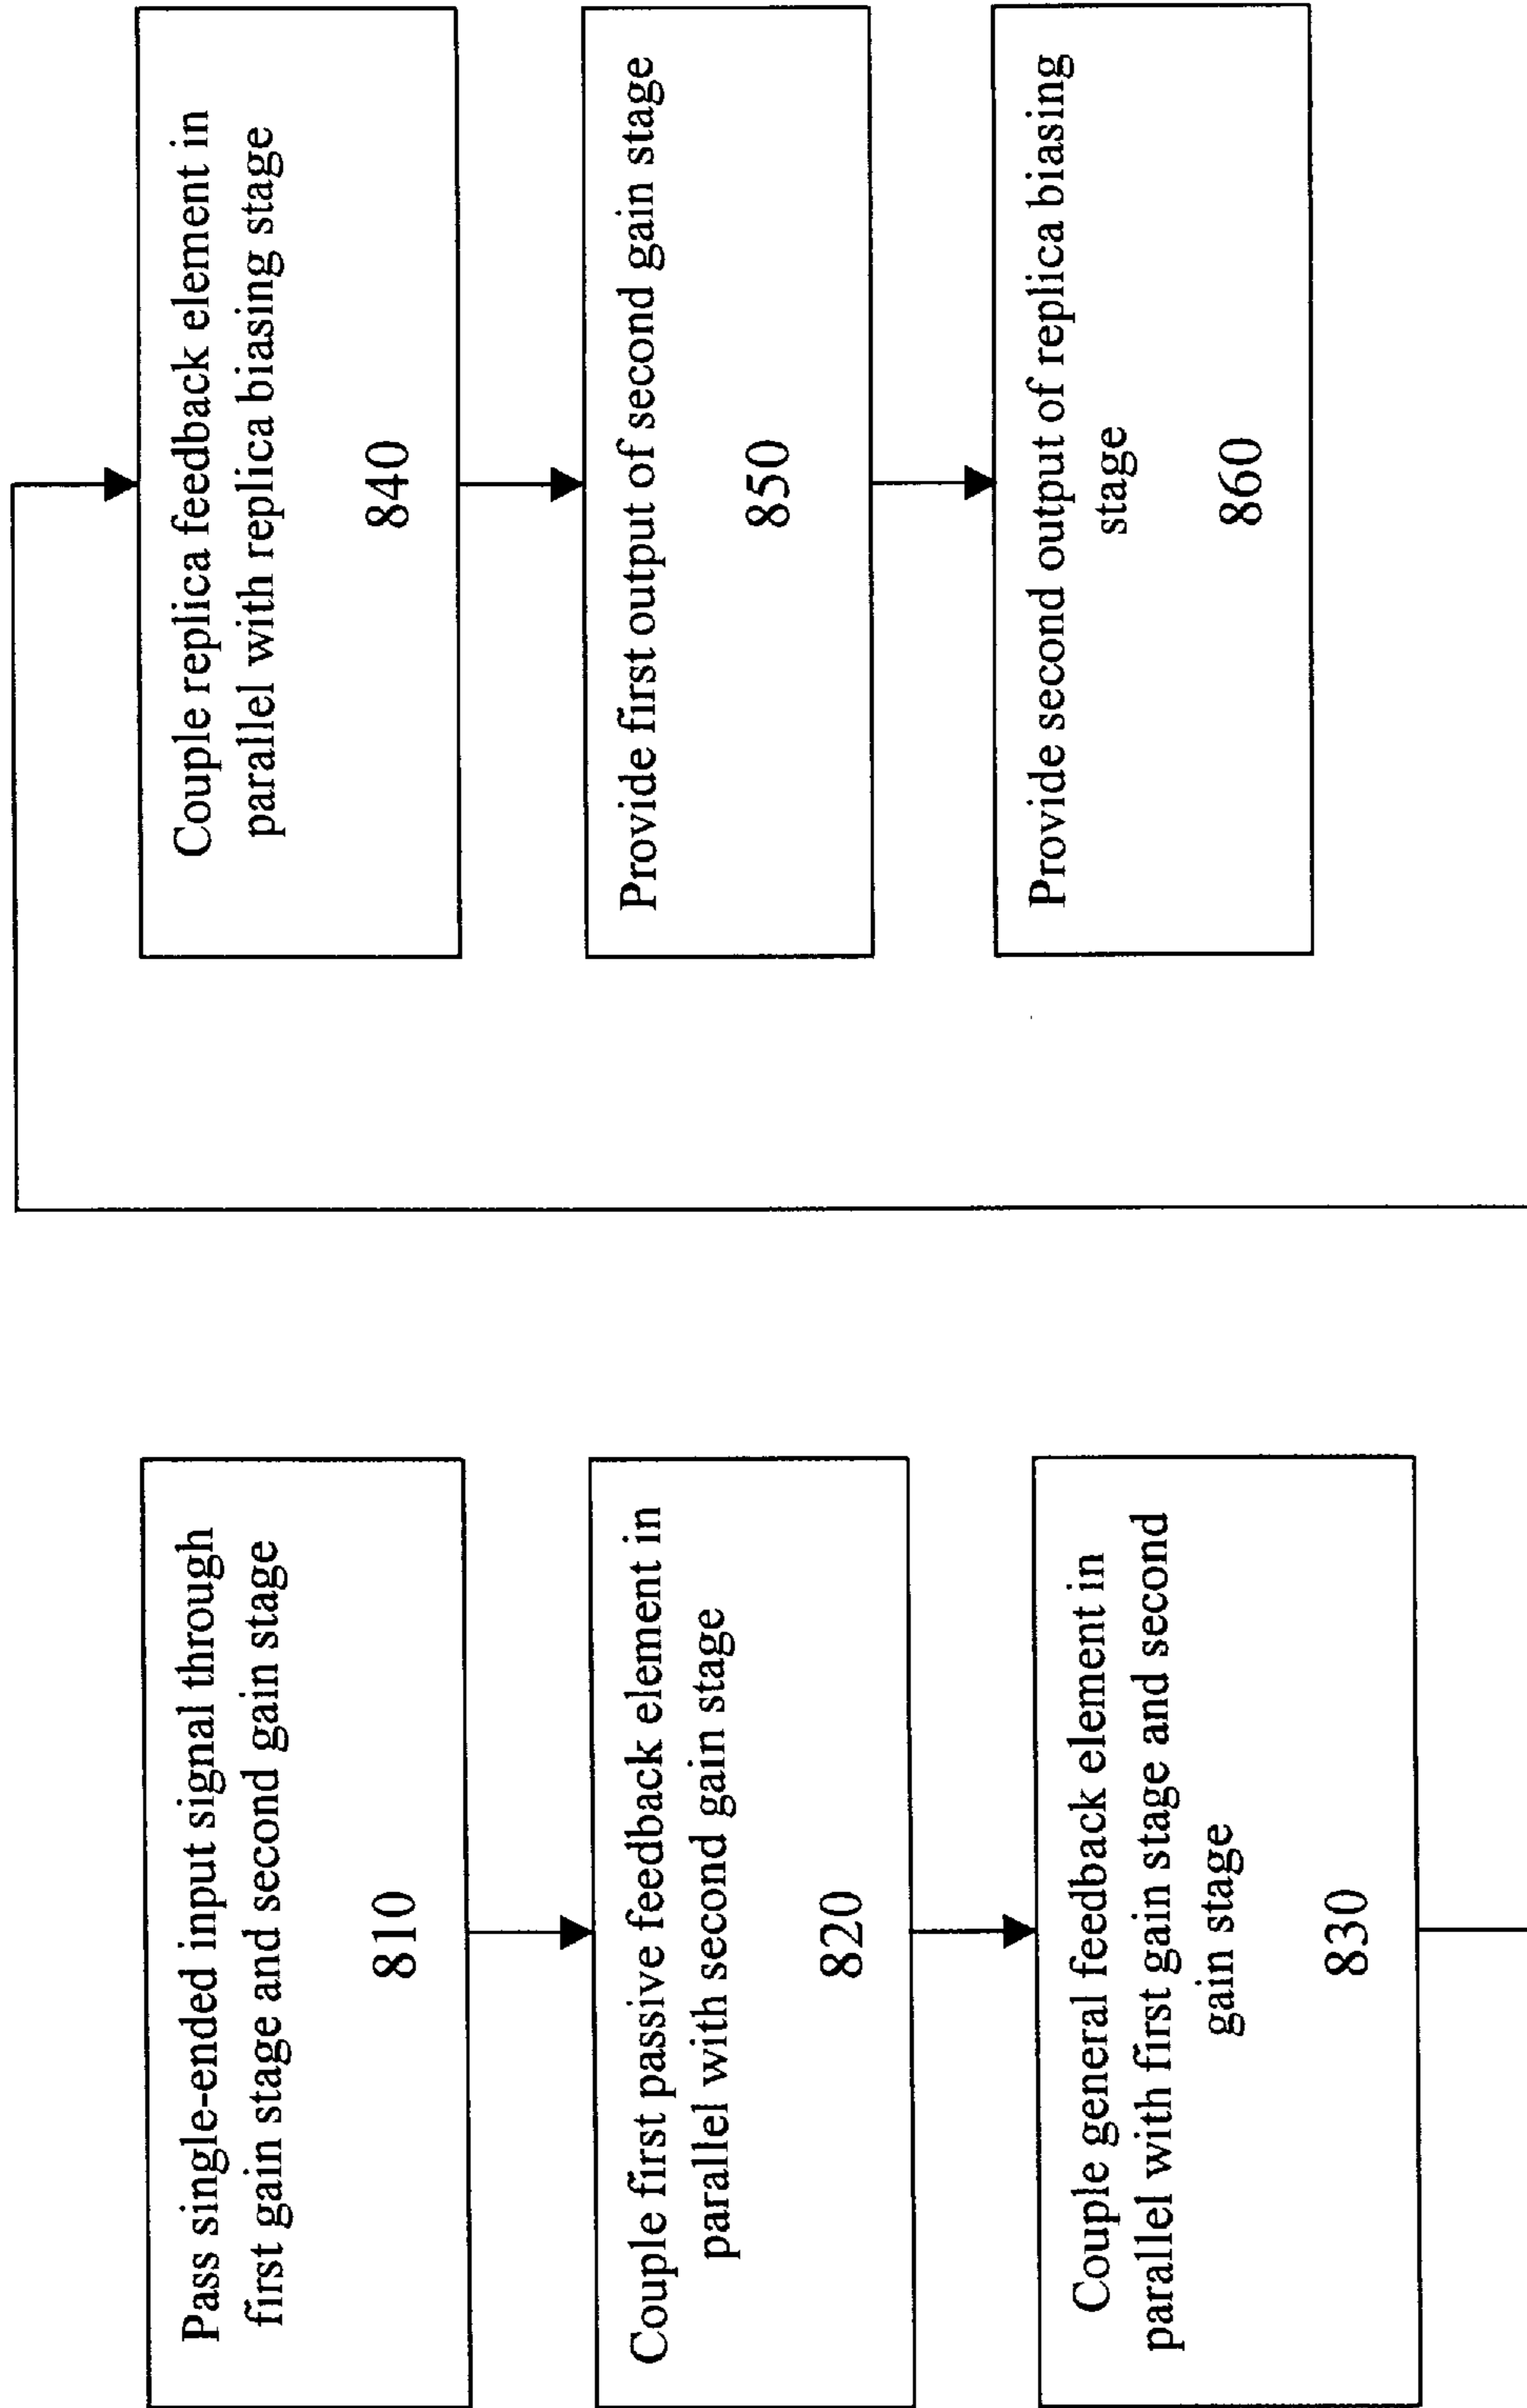 Pass single-ended input signal through
first gain stage and second gain stage
810
Couple first passive feedback element in
parallel with second gain stage
820
Couple general feedback element in
parallel with first gain stage and second
gain stage
830
Couple replica feedback element in
parallel with replica biasing stage
840
Provide first output of second gain stage
850
Provide second output of replica biasing
stage
860